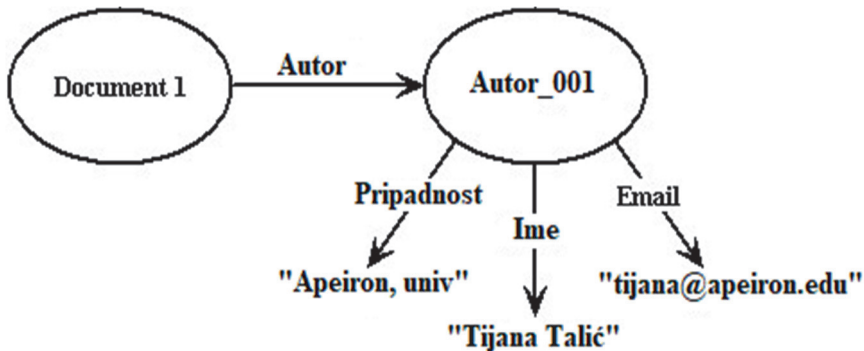 Document 1
Autor
Autor_001
Pripadnost
Ime
Email
"Apeiron, univ"
"tijana@apeiron.edu"
"Tijana Talić"